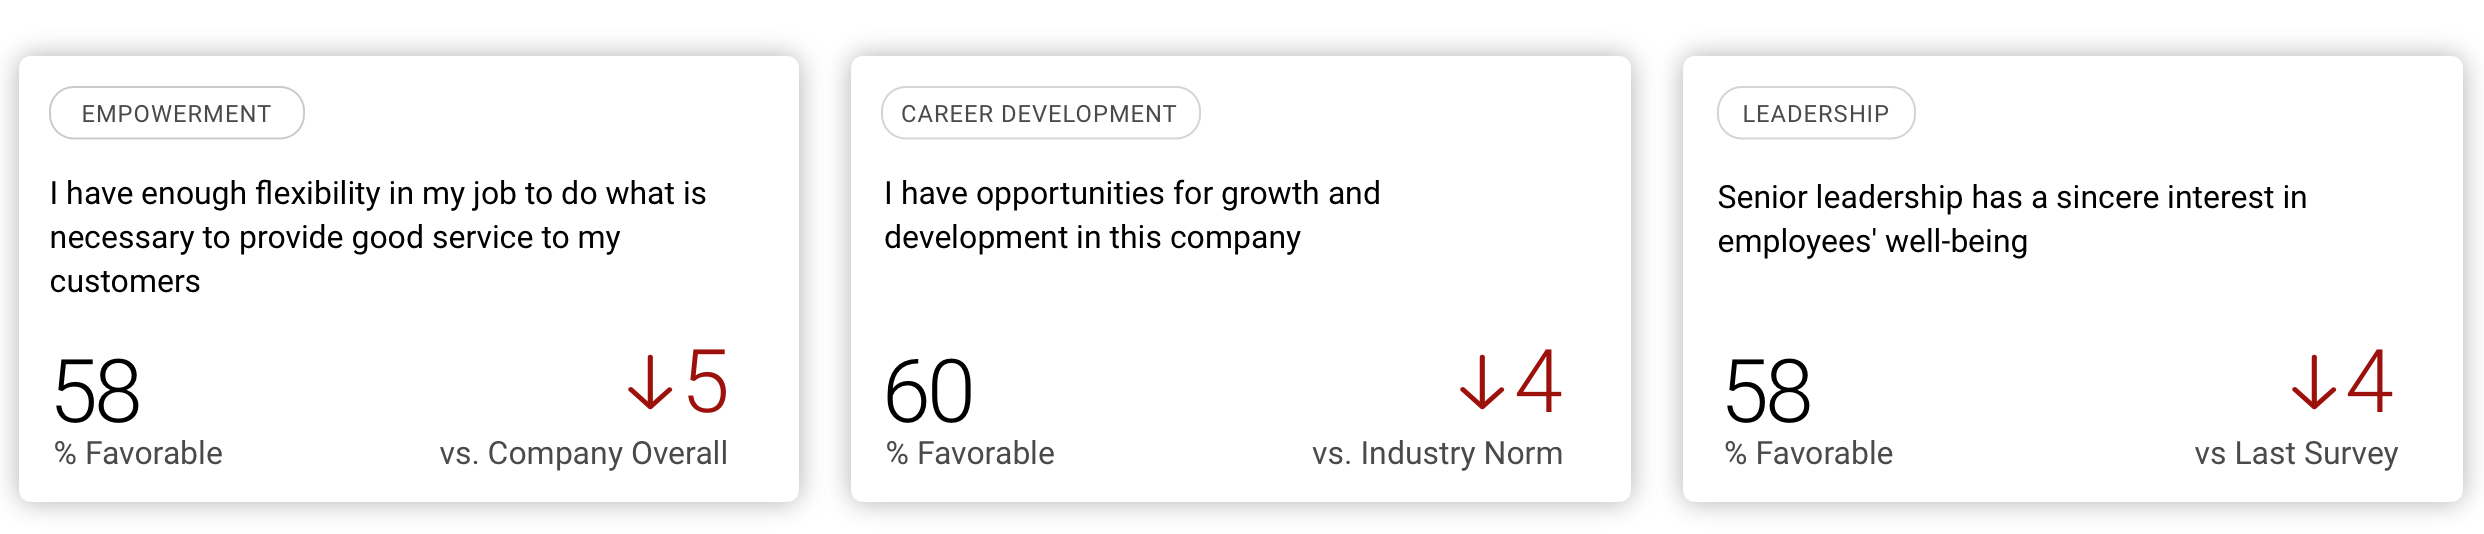 EMPOWERMENT
I have enough flexibility in my job to do what is
necessary to provide good service to my
customers
58
% Favorable
↓5
vs. Company Overall
CAREER DEVELOPMENT
I have opportunities for growth and
development in this company
60
% Favorable
↓4
vs. Industry Norm
LEADERSHIP
Senior leadership has a sincere interest in
employees' well-being
58
% Favorable
↓4
vs Last Survey